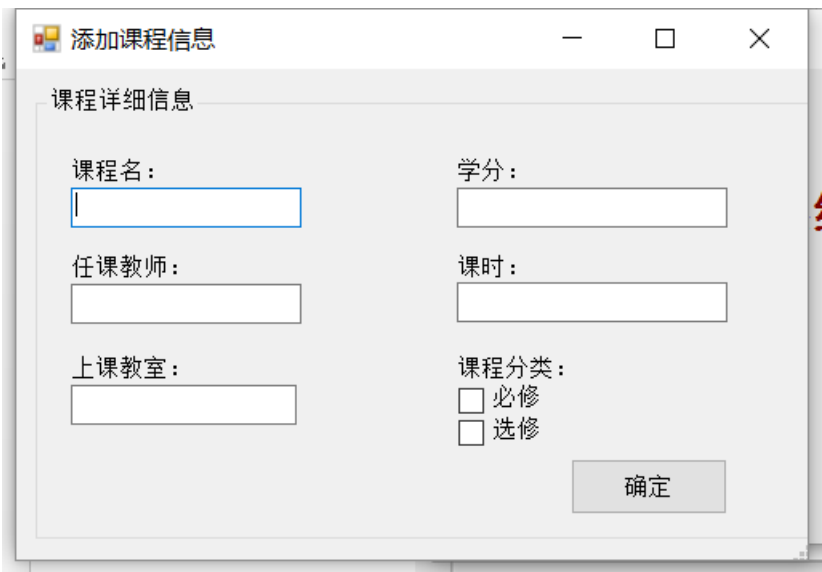 添加课程信息
课程详细信息
课程名：
学分：
任课教师：
课时：
上课教室：
课程分类：
必修
选修
确定